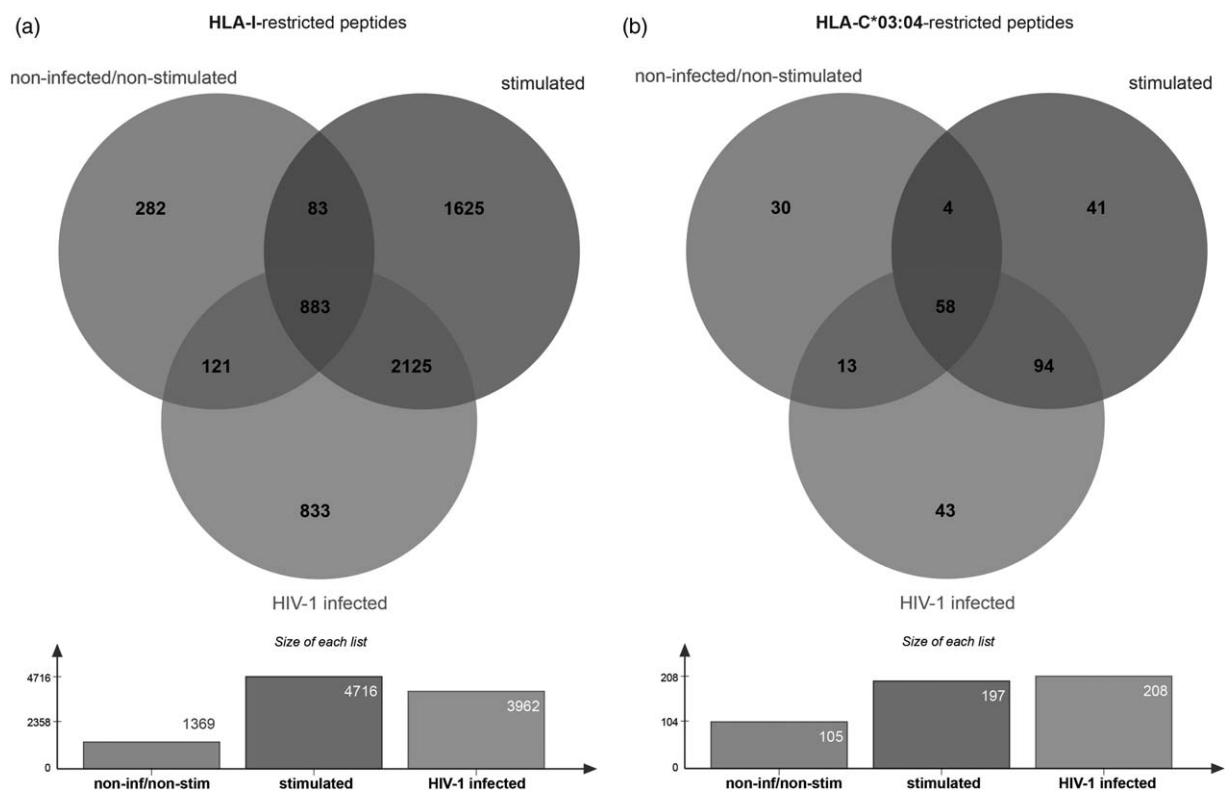 (a)
HLA-I-restricted peptides
non-infected/non-stimulated
stimulated
282
83
1625
883
121
2125
833
HIV-1 infected
Size of each list
4716
2358
0
1369
4716
3962
non-inf/non-stim
stimulated
HIV-1 infected
(b)
HLA-C*03:04-restricted peptides
non-infected/non-stimulated
stimulated
30
4
41
58
13
94
43
HIV-1 infected
Size of each list
208
104
0
105
197
208
non-inf/non-stim
stimulated
HIV-1 infected